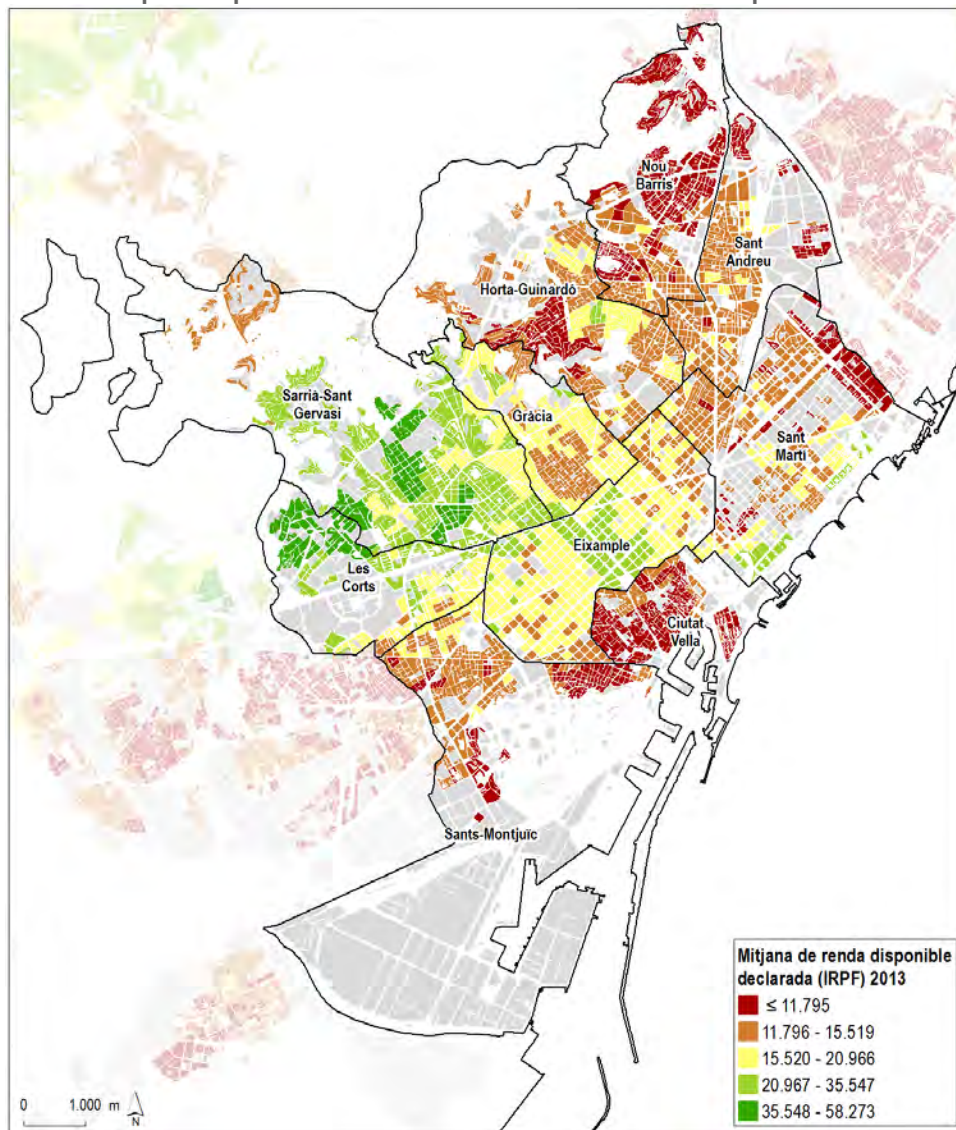 Nou
Barris
Sant
Andreu
Horta-Guinardó
Sarrià-Sant
Gervasi
Gràcia
Sant
Martí
Eixample
Les
Corts
Ciutat
Vella
Sants-Montjuïc
Mitjana de renda disponible
declarada (IRPF) 2013
≤ 11.795
11.796 - 15.519
15.520 - 20.966
20.967 - 35.547
35.548 - 58.273
0 1.000 m
N